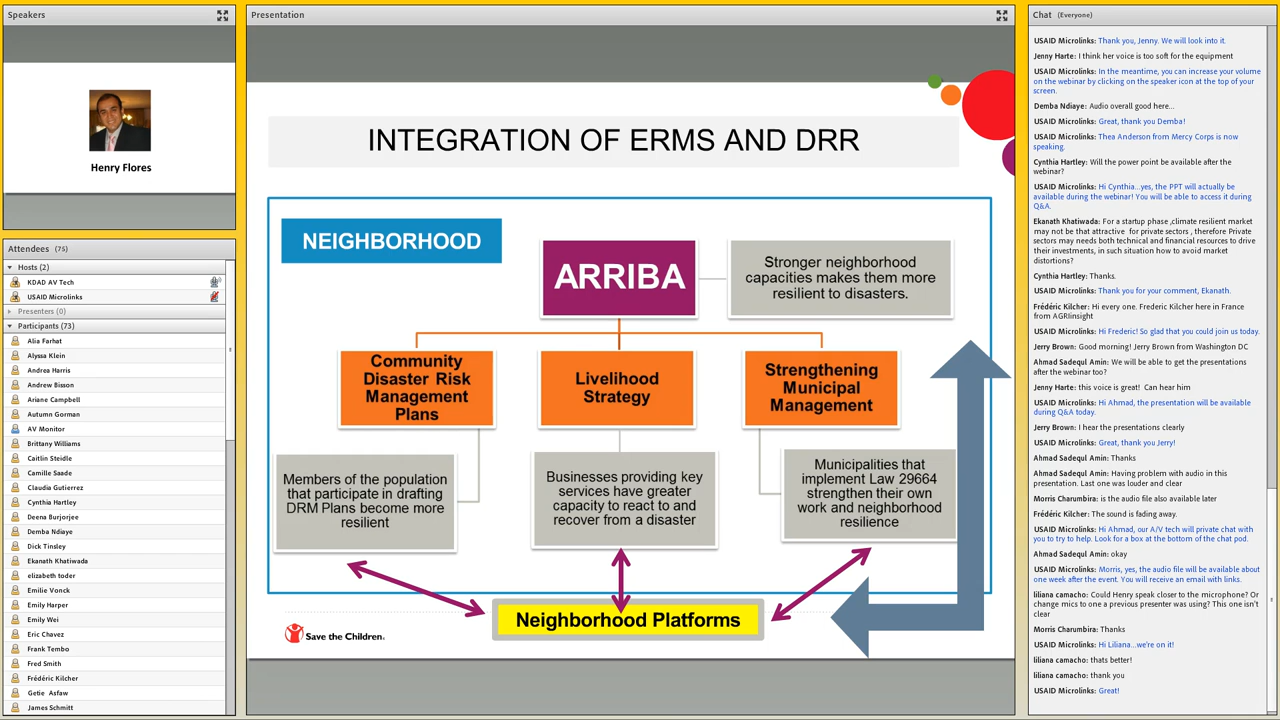 Speakers
Henry Flores
Attendees (75)
Hosts (2)
KDAD AV Tech
USAID Microlinks
Presenters (0)
Participants (73)
Alia Farhat
Alyssa Klein
Andrea Harris
Andrew Bisson
Ariane Campbell
Autumn Gorman
AV Monitor
Brittany Williams
Caitlin Steidle
Camille Saade
Claudia Gutierrez
Cynthia Hartley
Deena Burjorjee
Demba Ndiaye
Dick Tinsley
Ekanath Khatiwada
elizabeth toder
Emilie Vonck
Emily Harper
Emily Wei
Eric Chavez
Frank Tembo
Fred Smith
Frédéric Kilcher
Getie Asfaw
James Schmitt
Presentation
INTEGRATION OF ERMS AND DRR
NEIGHBORHOOD
ARRIBA
Stronger neighborhood
capacities makes them more
resilient to disasters.
Community
Disaster Risk
Management
Plans
Livelihood
Strategy
Strengthening
Municipal
Management
Members of the population
that participate in drafting
DRM Plans become more
resilient
Businesses providing key
services have greater
capacity to react to and
recover from a disaster
Municipalities that
implement Law 29664
strengthen their own
work and neighborhood
resilience
Neighborhood Platforms
Save the Children.
Chat (Everyone)
USAID Microlinks: Thank you, Jenny. We will look into it.
Jenny Harte: I think her voice is too soft for the equipment
USAID Microlinks: In the meantime, you can increase your volume
on the webinar by clicking on the speaker icon at the top of your
screen.
Demba Ndiaye: Audio overall good here...
USAID Microlinks: Great, thank you Demba!
USAID Microlinks: Thea Anderson from Mercy Corps is now
speaking.
Cynthia Hartley: Will the power point be available after the
webinar?
USAID Microlinks: Hi Cynthia...yes, the PPT will actually be
available during the webinar! You will be able to access it during
Q&A.
Ekanath Khatiwada: For a startup phase ,climate resilient market
may not be that attractive for private sectors , therefore Private
sectors may needs both technical and financial resources to drive
their investments, in such situation how to avoid market
distortions?
Cynthia Hartley: Thanks.
USAID Microlinks: Thank you for your comment, Ekanath.
Frédéric Kilcher: Hi every one. Frederic Kilcher here in France
from AGRIinsight
USAID Microlinks: Hi Frederic! So glad that you could join us today.
Jerry Brown: Good morning! Jerry Brown from Washington DC
Ahmad Sadequl Amin: We will be able to get the presentations
after the webinar too?
Jenny Harte: this voice is great! Can hear him
USAID Microlinks: Hi Ahmad, the presentation will be available
during Q&A today.
Jerry Brown: I hear the presentations clearly
USAID Microlinks: Great, thank you Jerry!
Ahmad Sadequl Amin: Thanks
Ahmad Sadequl Amin: Having problem with audio in this
presentation. Last one was louder and clear
Morris Charumbira: is the audio file also available later
Frédéric Kilcher: The sound is fading away.
USAID Microlinks: Hi Ahmad, our A/V tech will private chat with
you to try to help. Look for a box at the bottom of the chat pod.
Ahmad Sadequl Amin: okay
USAID Microlinks: Morris, yes, the audio file will be available about
one week after the event. You will receive an email with links.
liliana camacho: Could Henry speak closer to the microphone? Or
change mics to one a previous presenter was using? This one isn't
clear
Morris Charumbira: Thanks
USAID Microlinks: Hi Liliana...we're on it!
liliana camacho: thats better!
liliana camacho: thank you
USAID Microlinks: Great!